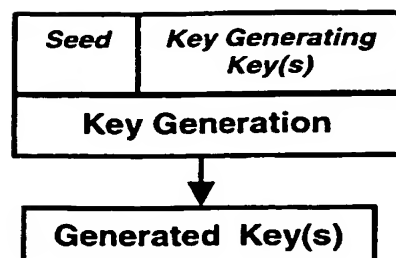 Seed
Key Generating
Key(s)
Key Generation
Generated Key(s)